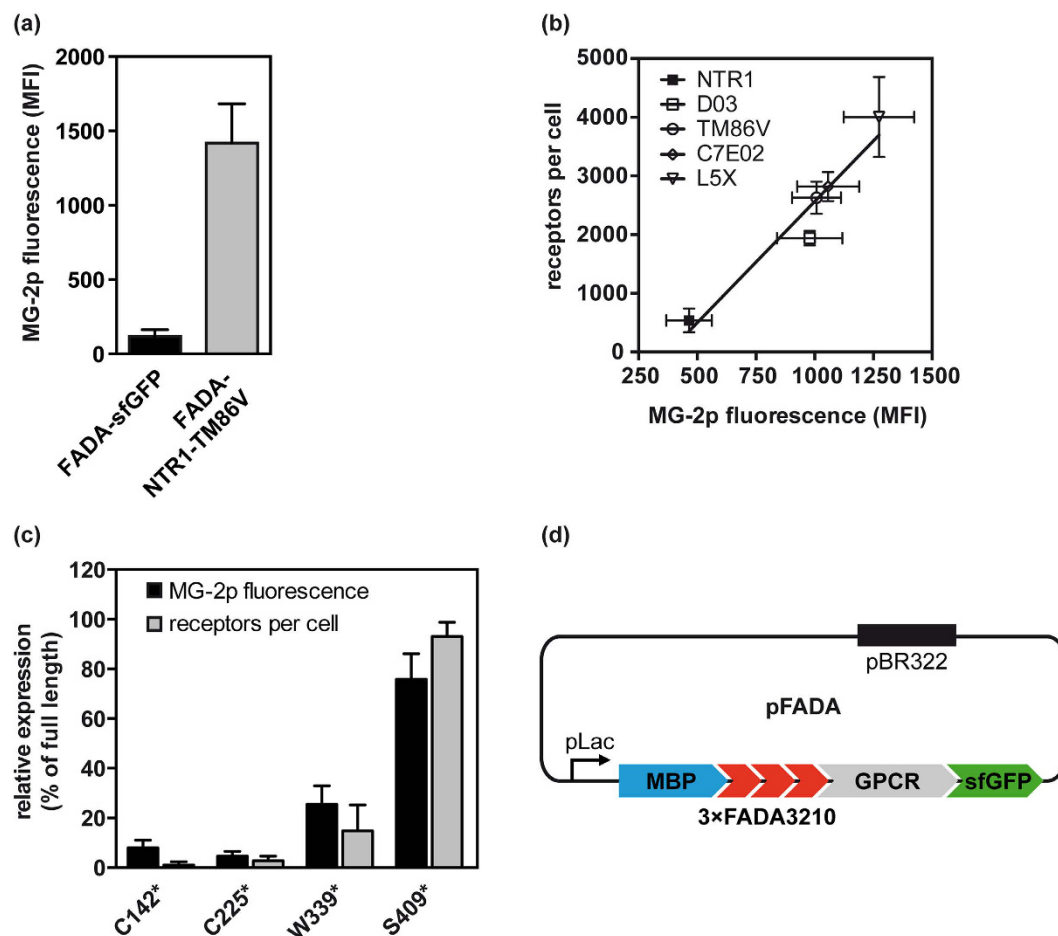 (a)
MG-2p fluorescence (MFI)
2000
1500
1000
500
0
FADA-sfGFP
FADA-
NTR1-TM86V
(b)
receptors per cell
5000
4000
3000
2000
1000
0
NTR1
D03
TM86V
C7E02
L5X
250 500 750 1000 1250 1500
MG-2p fluorescence (MFI)
(c)
relative expression
(% of full length)
120
100
80
60
40
20
0
MG-2p fluorescence
receptors per cell
C142*
C225*
W339*
S409*
(d)
pBR322
pFADA
pLac
MBP GPCR sfGFP
3×FADA3210